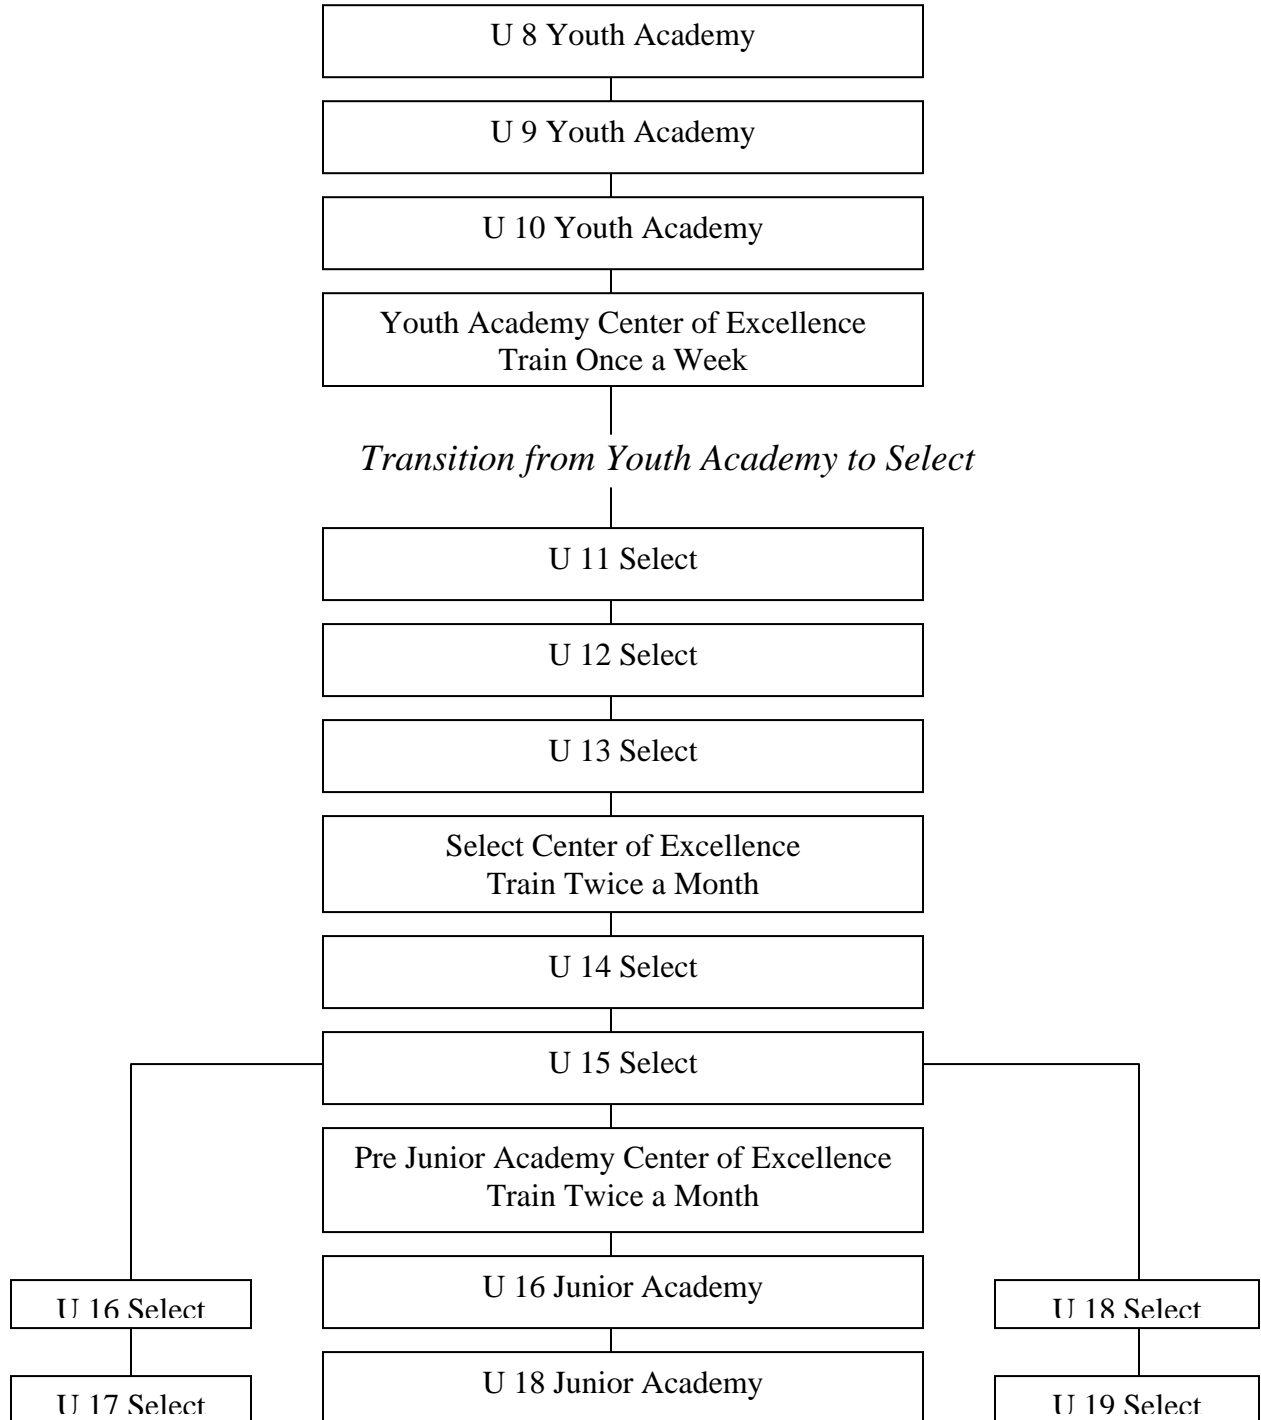 U 8 Youth Academy
U 9 Youth Academy
U 10 Youth Academy
Youth Academy Center of Excellence
Train Once a Week
Transition from Youth Academy to Select
U 11 Select
U 12 Select
U 13 Select
Select Center of Excellence
Train Twice a Month
U 14 Select
U 15 Select
Pre Junior Academy Center of Excellence
Train Twice a Month
U 16 Junior Academy
U 16 Select
U 18 Select
U 18 Junior Academy
U 17 Select
U 19 Select